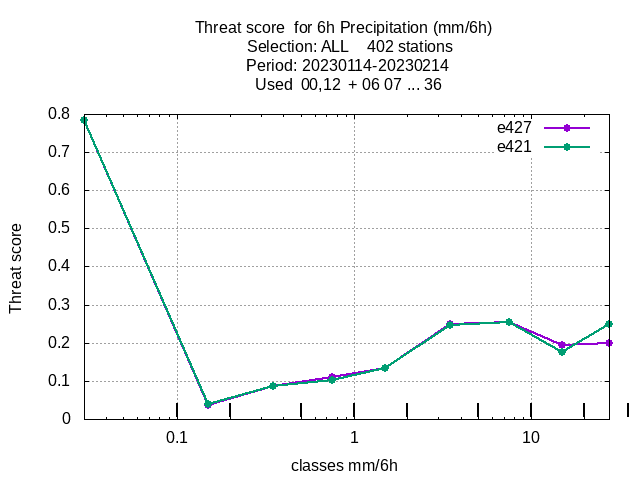 Threat score  for 6h Precipitation (mm/6h)
Selection: ALL    402 stations
Period: 20230114-20230214
Used  00,12  + 06 07 ... 36
e427
e421
0.8
0.7
0.6
0.5
0.4
0.3
0.2
0.1
0
Threat score
0.1
1
10
classes mm/6h